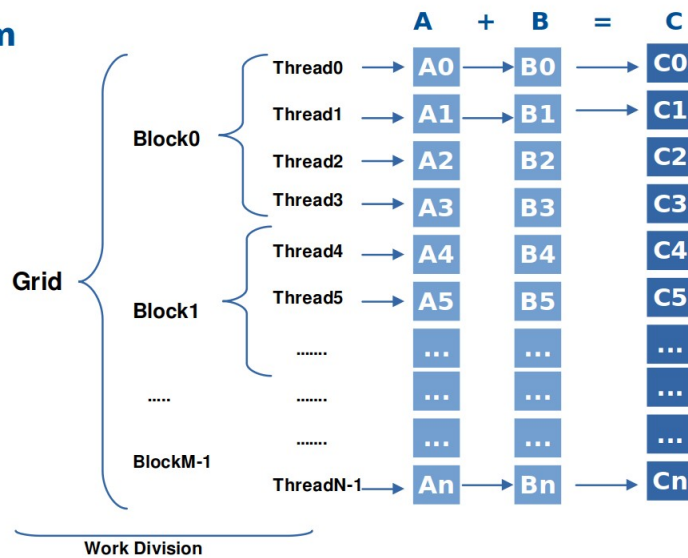 m
A + B = C
Thread0 A0 B0 C0
Thread1 A1 B1 C1
Block0
Thread2 A2 B2 C2
Thread3 A3 B3 C3
Thread4 A4 B4 C4
Grid
Thread5 A5 B5 C5
Block1
....... ... ... ...
..... ....... ... ... ...
....... ... ... ...
BlockM-1
ThreadN-1 An Bn Cn
Work Division